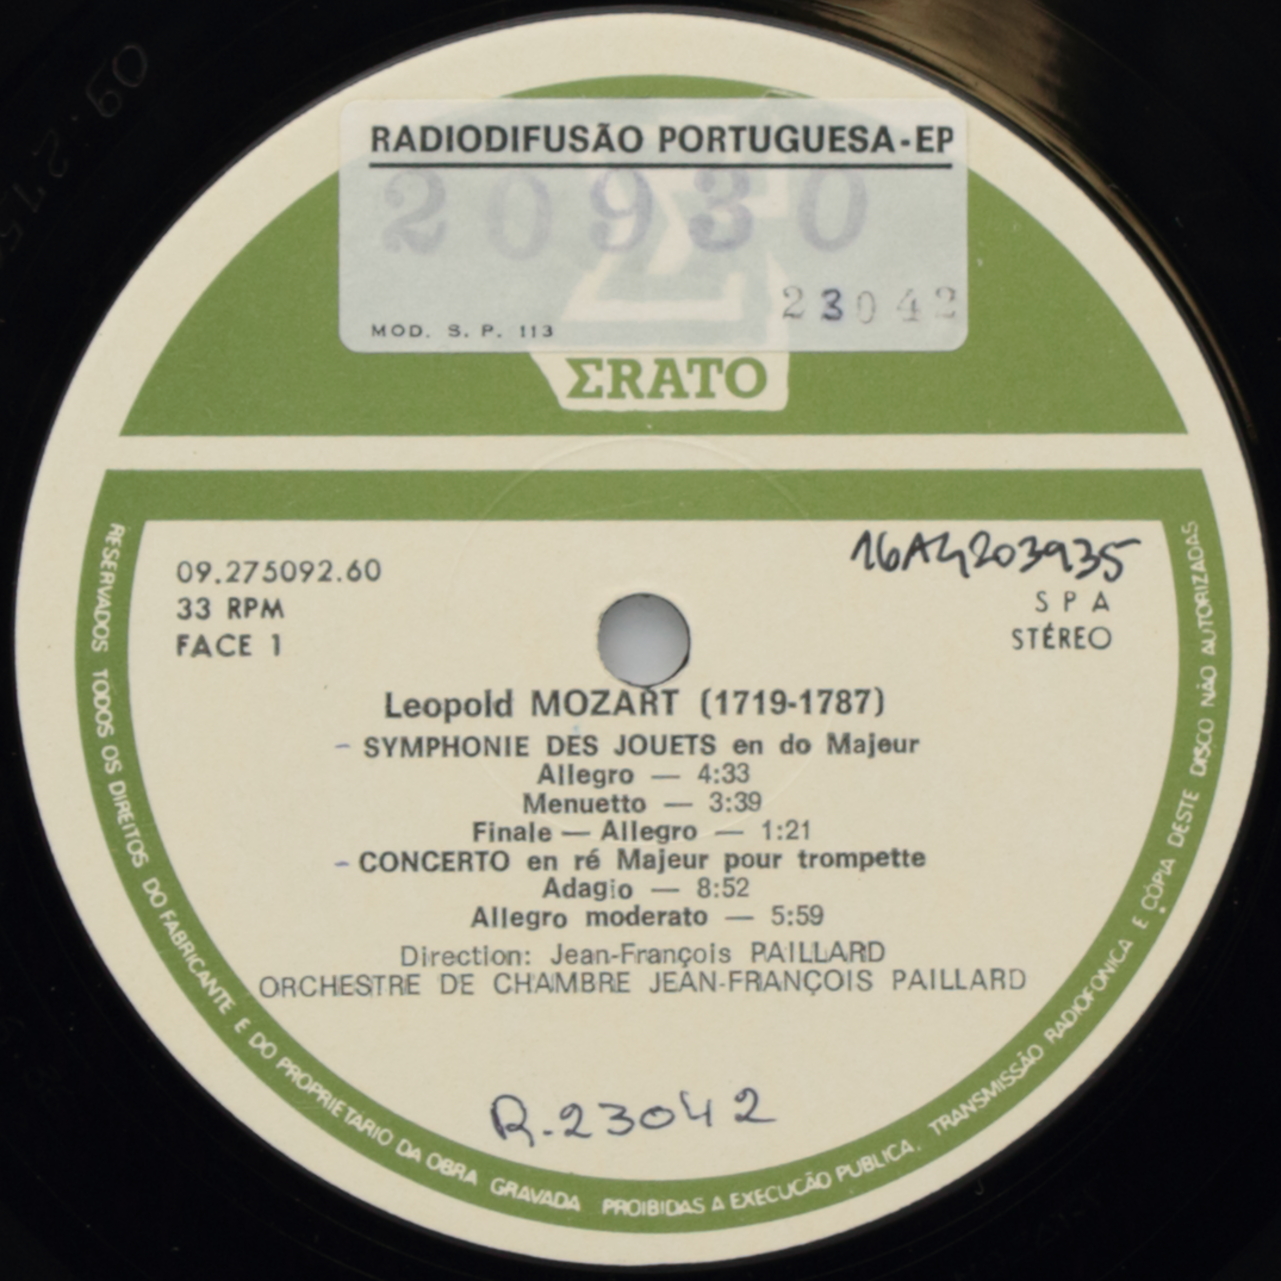 RADIODIFUSÃO PORTUGUESA-EP
20930
23042
MOD. S. P. 113
ΣRATO
09.275092.60
33 RPM
FACE 1
16A4203935
S P A
STÉREO
Leopold MOZART (1719-1787)
– SYMPHONIE DES JOUETS en do Majeur
Allegro — 4:33
Menuetto — 3:39
Finale — Allegro — 1:21
– CONCERTO en ré Majeur pour trompette
Adagio — 8:52
Allegro moderato — 5:59
Direction: Jean-François PAILLARD
ORCHESTRE DE CHAMBRE JEAN-FRANÇOIS PAILLARD
R.23042
RESERVADOS TODOS OS DIREITOS DO FABRICANTE E DO PROPRIETARIO DA OBRA GRAVADA PROIBIDAS A EXECUCÃO PUBLICA, TRANSMISSÃO RADIOFONICA E CÓPIA DESTE DISCO NÃO AUTORIZADAS